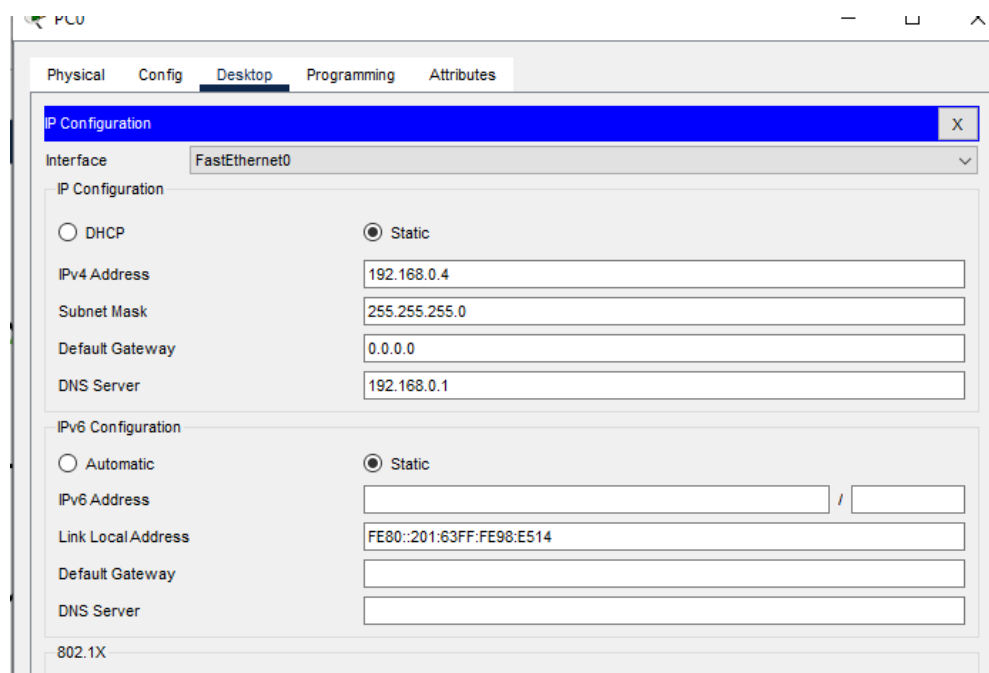 PC0
Physical Config Desktop Programming Attributes
IP Configuration X
Interface FastEthernet0
IP Configuration
DHCP Static
IPv4 Address 192.168.0.4
Subnet Mask 255.255.255.0
Default Gateway 0.0.0.0
DNS Server 192.168.0.1
IPv6 Configuration
Automatic Static
IPv6 Address /
Link Local Address FE80::201:63FF:FE98:E514
Default Gateway
DNS Server
802.1X